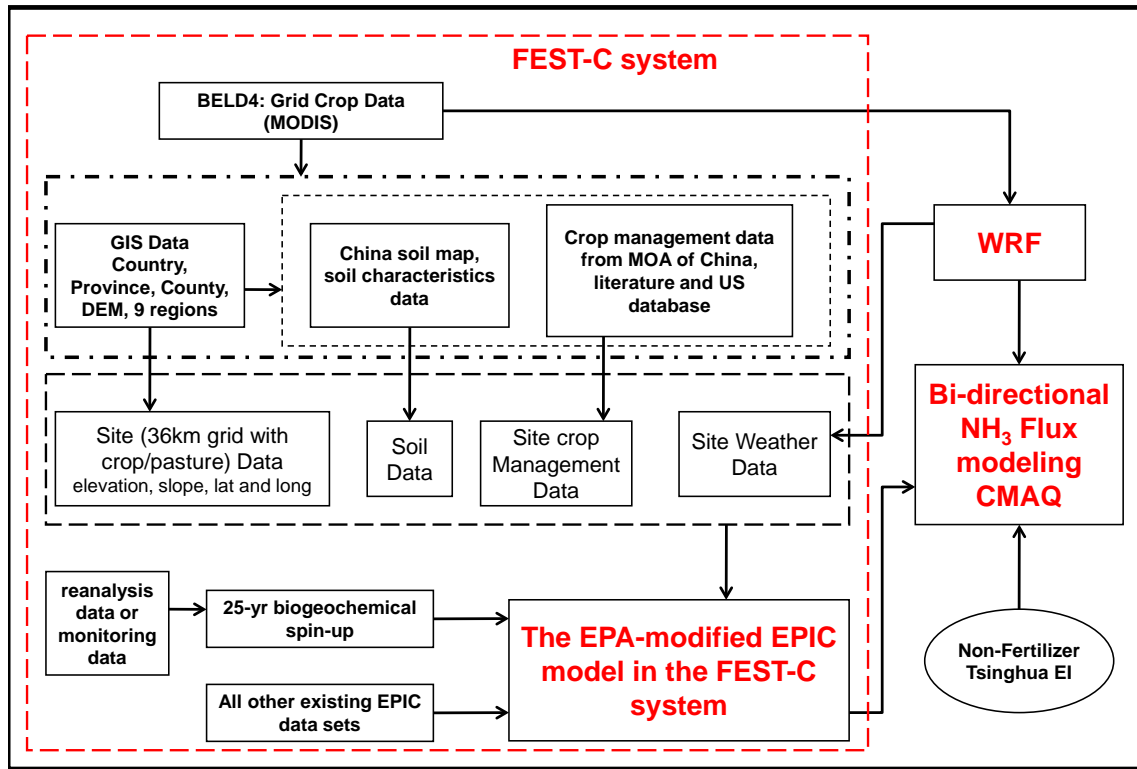 FEST-C system
BELD4: Grid Crop Data
(MODIS)
GIS Data
Country,
Province, County,
DEM, 9 regions
China soil map,
soil characteristics
data
Crop management data
from MOA of China,
literature and US
database
WRF
Site (36km grid with
crop/pasture) Data
elevation, slope, lat and long
Soil
Data
Site crop
Management
Data
Site Weather
Data
Bi-directional
NH₃ Flux
modeling
CMAQ
reanalysis
data or
monitoring
data
25-yr biogeochemical
spin-up
All other existing EPIC
data sets
The EPA-modified EPIC
model in the FEST-C
system
Non-Fertilizer
Tsinghua EI